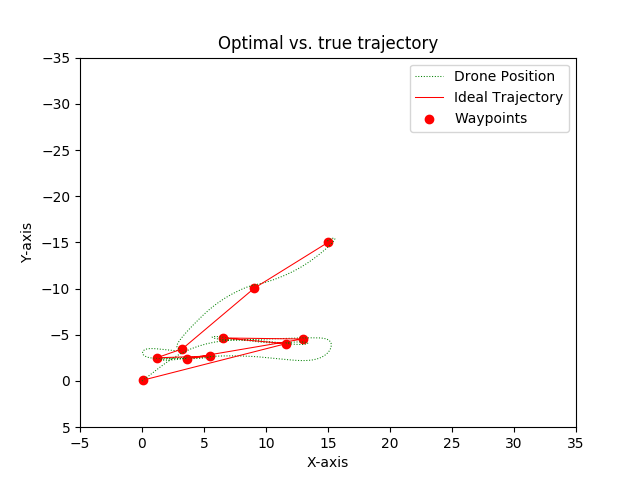 Optimal vs. true trajectory
−35
−30
−25
−20
−15
−10
−5
0
5
Y-axis
Drone Position
Ideal Trajectory
Waypoints
−5 0 5 10 15 20 25 30 35
X-axis